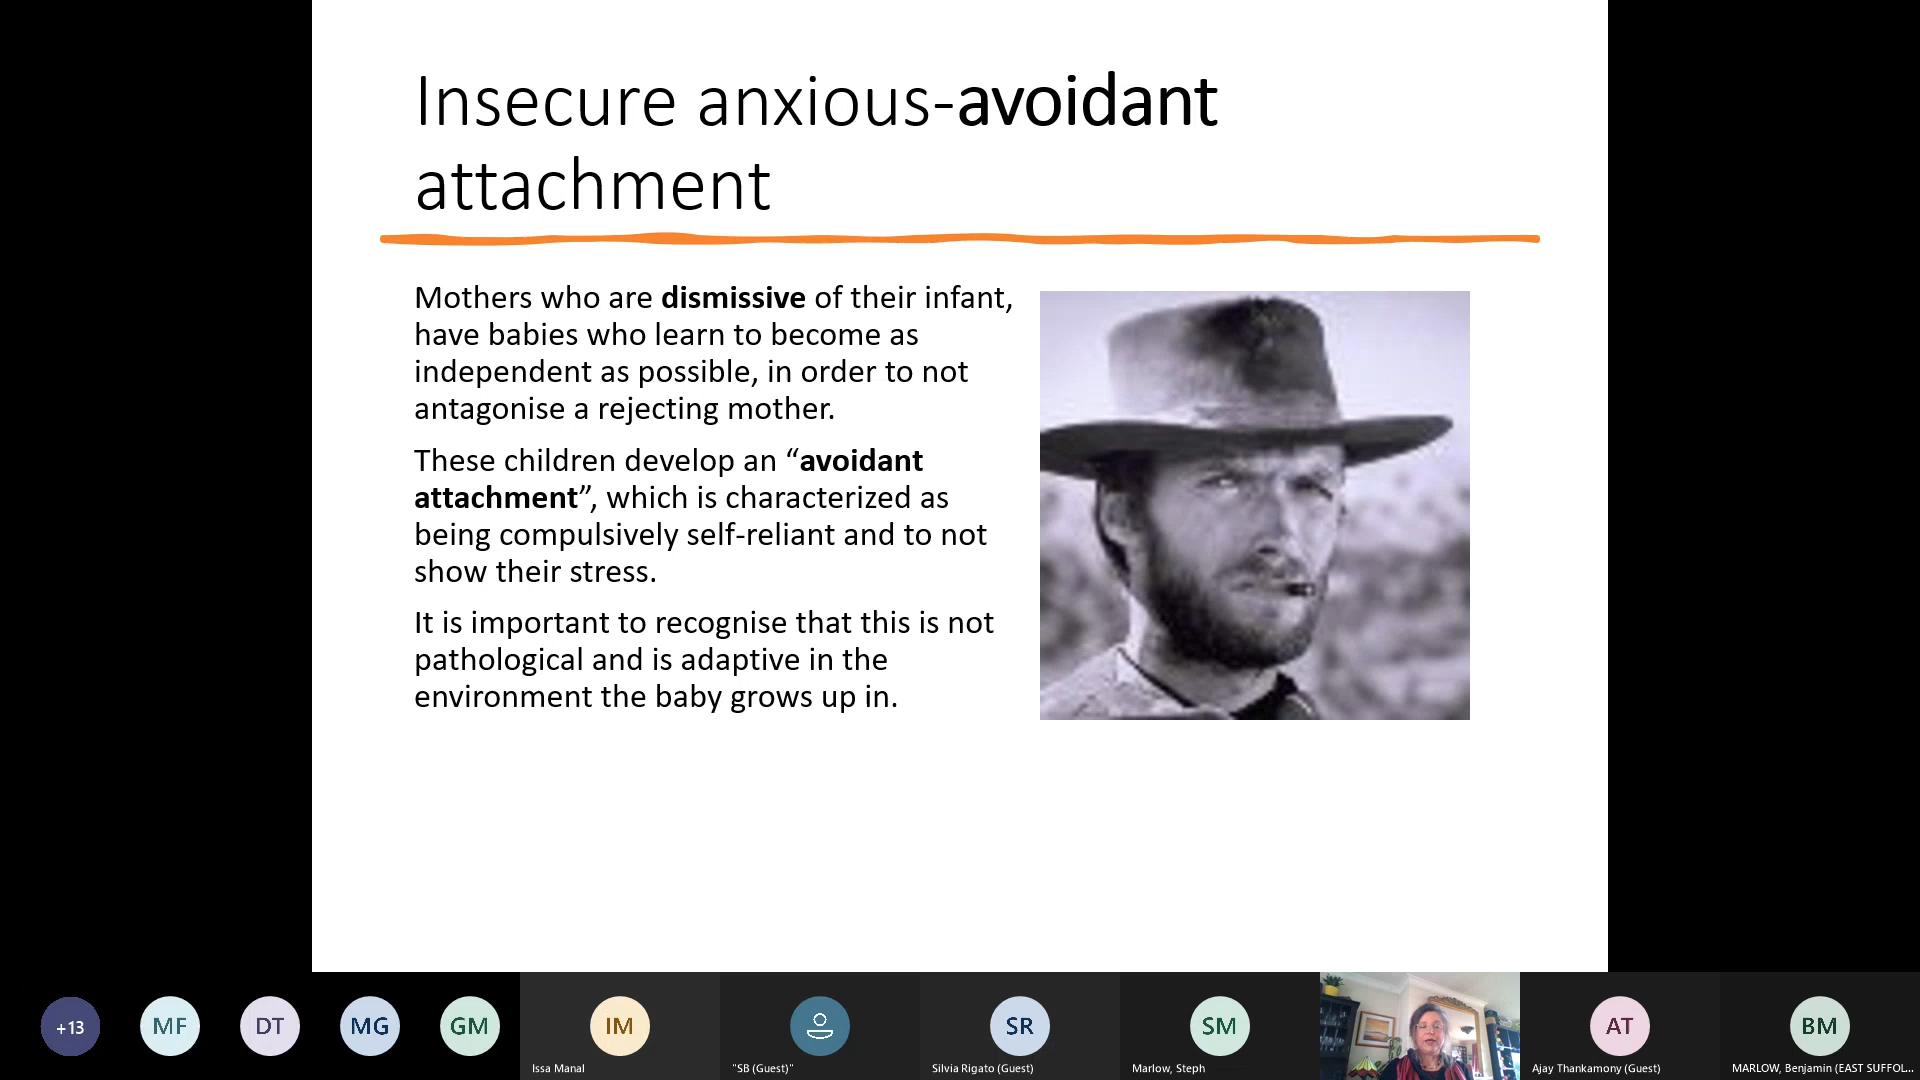 Insecure anxious-avoidant
attachment
Mothers who are dismissive of their infant,
have babies who learn to become as
independent as possible, in order to not
antagonise a rejecting mother.
These children develop an “avoidant
attachment”, which is characterized as
being compulsively self-reliant and to not
show their stress.
It is important to recognise that this is not
pathological and is adaptive in the
environment the baby grows up in.
+13
MF
DT
MG
GM
IM
SR
SM
AT
BM
Issa Manal
"SB (Guest)"
Silvia Rigato (Guest)
Marlow, Steph
Ajay Thankamony (Guest)
MARLOW, Benjamin (EAST SUFFOL...